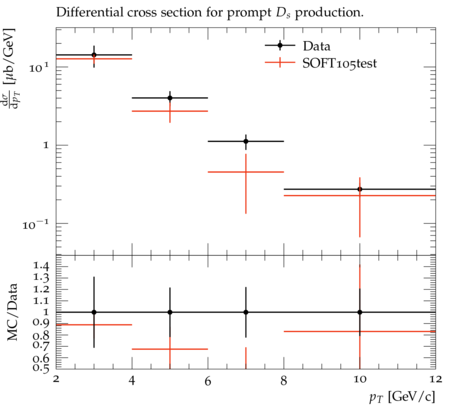 Differential cross section for prompt D_s production.
dσ/dp_T [μb/GeV]
Data
SOFT105test
10^1
1
10^−1
MC/Data
1.4
1.3
1.2
1.1
1
0.9
0.8
0.7
0.6
0.5
2 4 6 8 10 12
p_T [GeV/c]